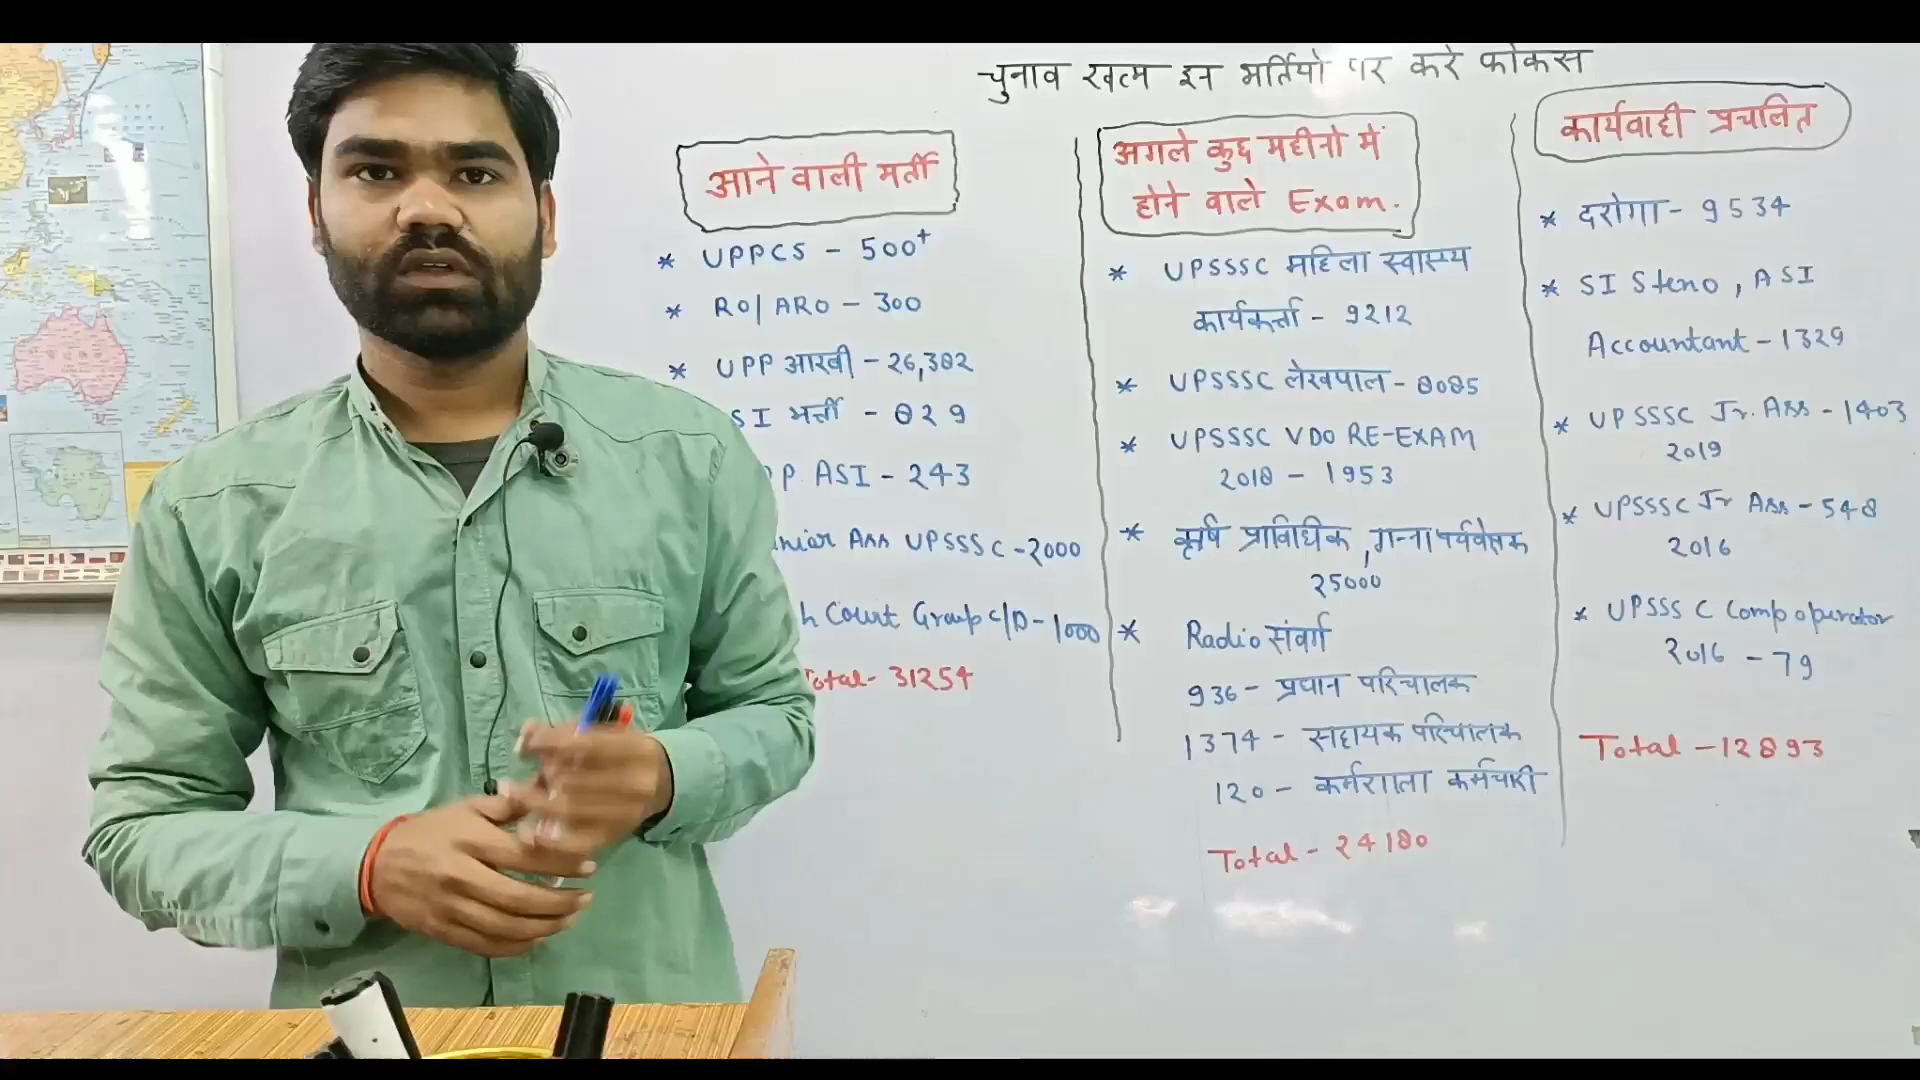 चुनाव खत्म इन भर्तियो पर करे फोकस
आने वाली भर्ती
* UPPCS - 500+
* RO/ARO - 300
* UPP आरक्षी - 26,382
SI भर्ती - 829
P ASI - 243
nior Ass UPSSSC - 2000
h Court Group C/D - 1000
Total - 31254
अगले कुछ महीनो मे
होने वाले Exam.
* UPSSSC महिला स्वास्थ्य
कार्यकर्त्ता - 9212
* UPSSSC लेखपाल - 8085
* UPSSSC VDO RE-EXAM
2018 - 1953
* कृषि प्राविधिक, गन्ना पर्यवेक्षक
25000
* Radio संवर्ग
936 - प्रधान परिचालक
1374 - सहायक परिचालक
120 - कर्मशाला कर्मचारी
Total - 24180
कार्यवाही प्रचलित
* दरोगा - 9534
* SI Steno, ASI
Accountant - 1329
* UPSSSC Jr. Ass - 1403
2019
* UPSSSC Jr Ass - 548
2016
* UPSSSC Comp operator
2016 - 79
Total - 12893